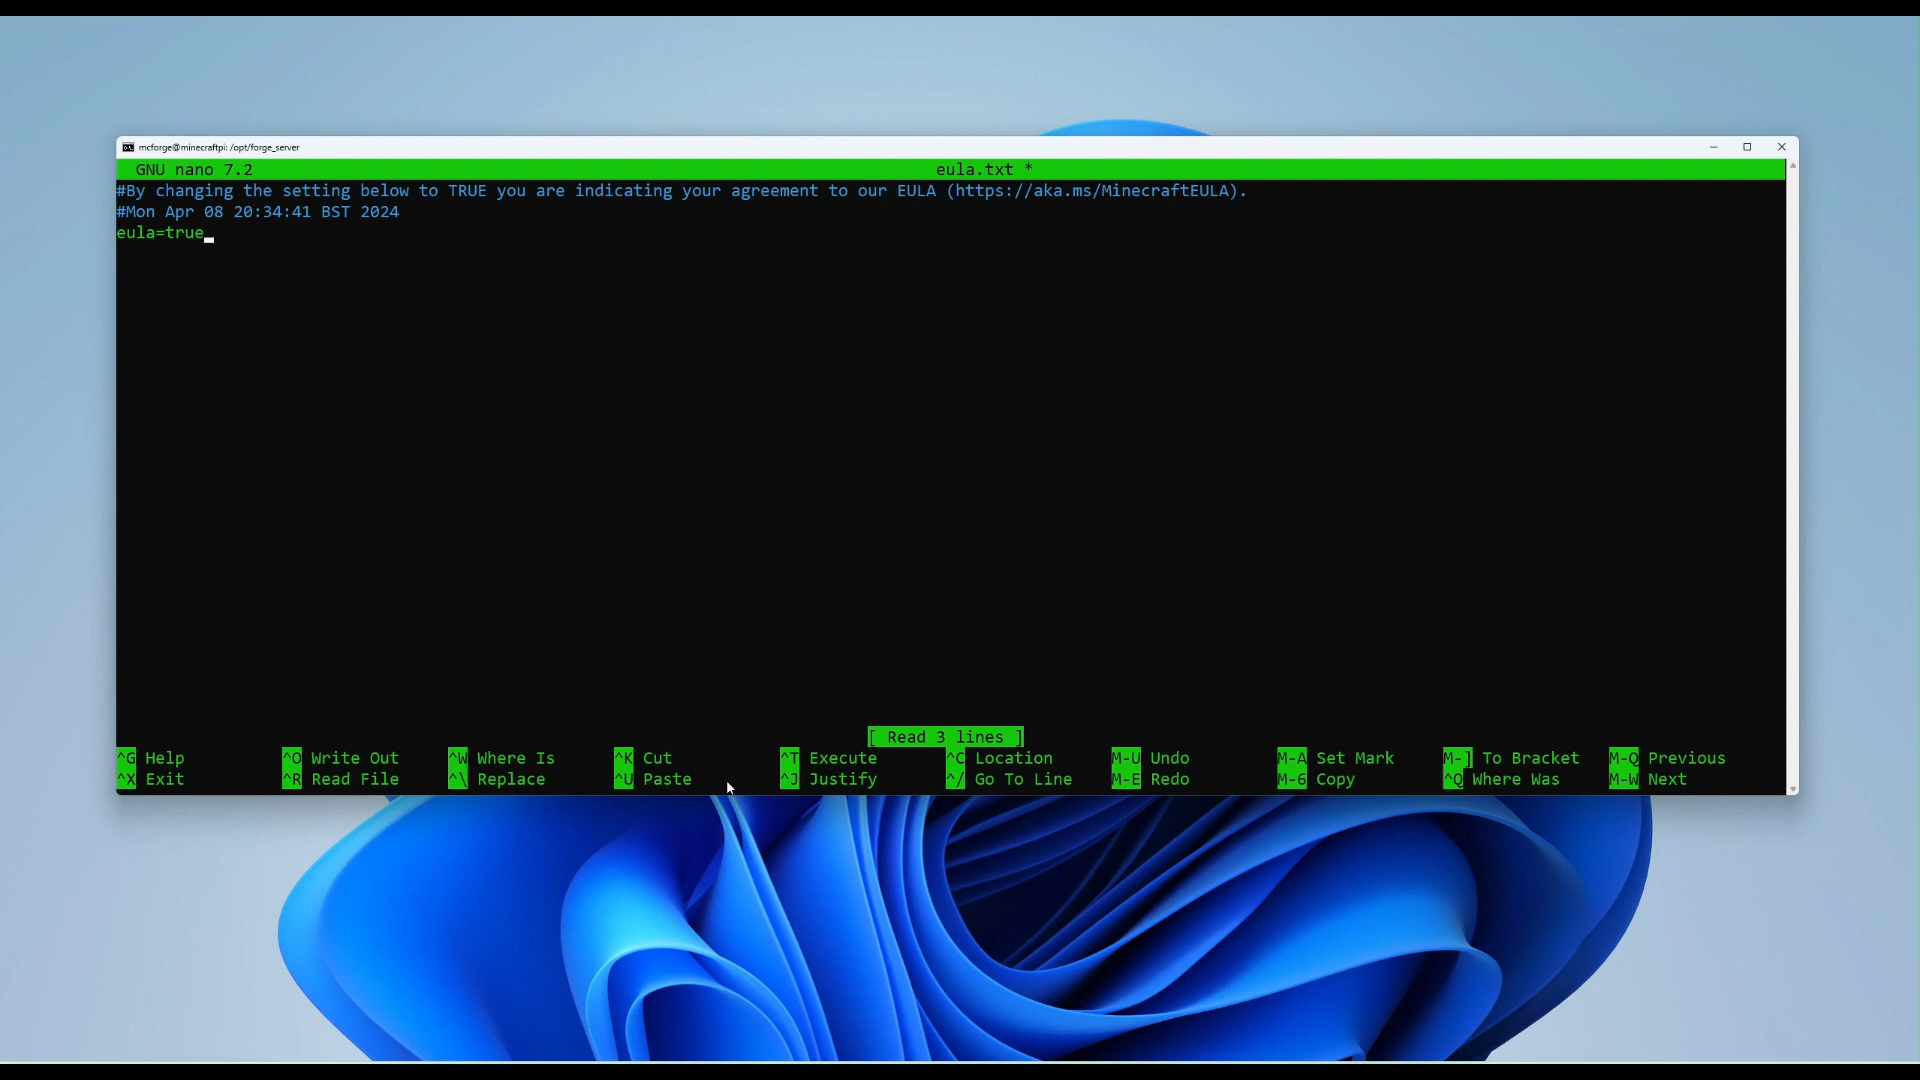 mcforge@minecraftpi: /opt/forge_server
GNU nano 7.2 eula.txt *
#By changing the setting below to TRUE you are indicating your agreement to our EULA (https://aka.ms/MinecraftEULA).
#Mon Apr 08 20:34:41 BST 2024
eula=true
[ Read 3 lines ]
^G Help ^O Write Out ^W Where Is ^K Cut ^T Execute ^C Location M-U Undo M-A Set Mark M-] To Bracket M-Q Previous
^X Exit ^R Read File ^\ Replace ^U Paste ^J Justify ^/ Go To Line M-E Redo M-6 Copy ^Q Where Was M-W Next